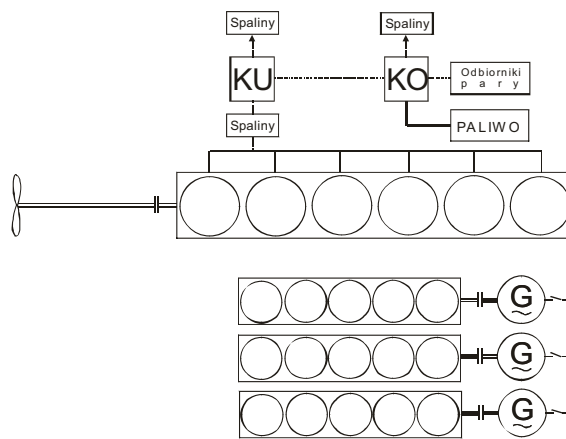 Spaliny
Spaliny
KU
KO
Odbiorniki
pary
Spaliny
PALIWO
G
G
G